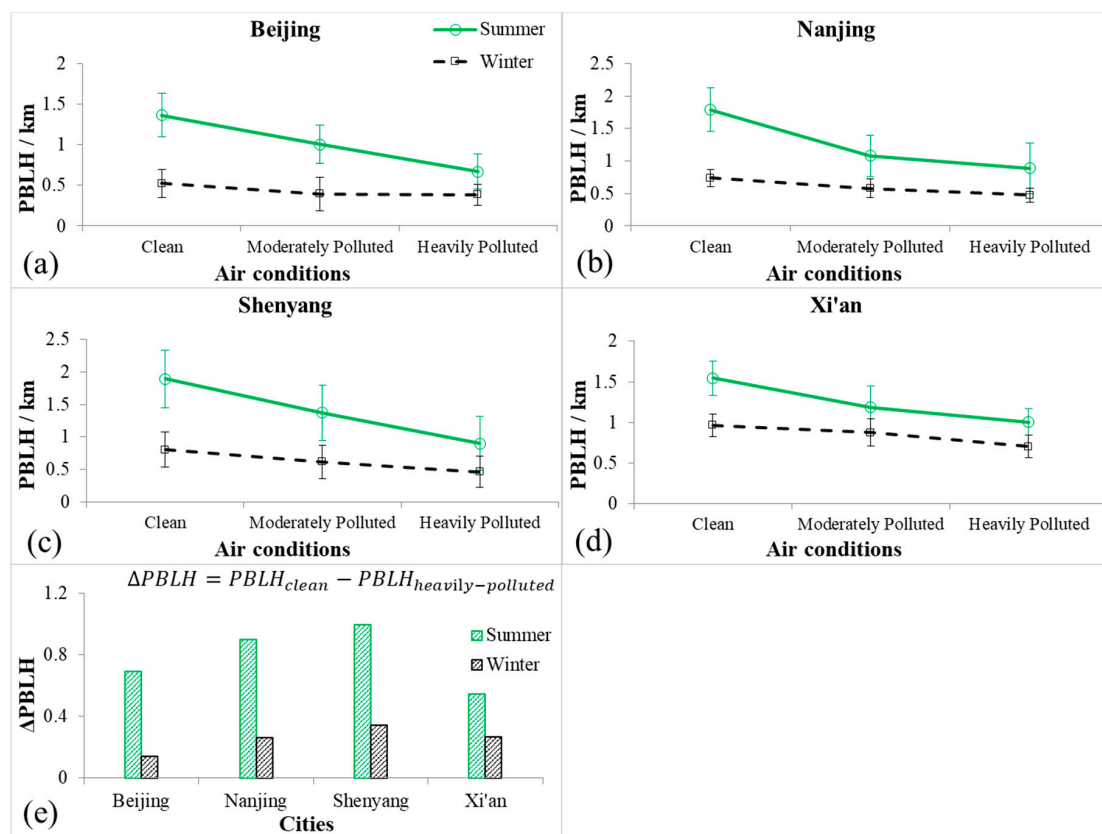 Beijing
Summer
Winter
PBLH / km
2
1.5
1
0.5
0
Clean
Moderately Polluted
Heavily Polluted
Air conditions
(a)
Nanjing
PBLH / km
2.5
2
1.5
1
0.5
0
Clean
Moderately Polluted
Heavily Polluted
Air conditions
(b)
Shenyang
PBLH / km
2.5
2
1.5
1
0.5
0
Clean
Moderately Polluted
Heavily Polluted
Air conditions
(c)
Xi'an
PBLH / km
2
1.5
1
0.5
0
Clean
Moderately Polluted
Heavily Polluted
Air conditions
(d)
ΔPBLH = PBLH_clean − PBLH_heavily−polluted
Summer
Winter
ΔPBLH
1.2
0.8
0.4
0
Beijing
Nanjing
Shenyang
Xi'an
Cities
(e)